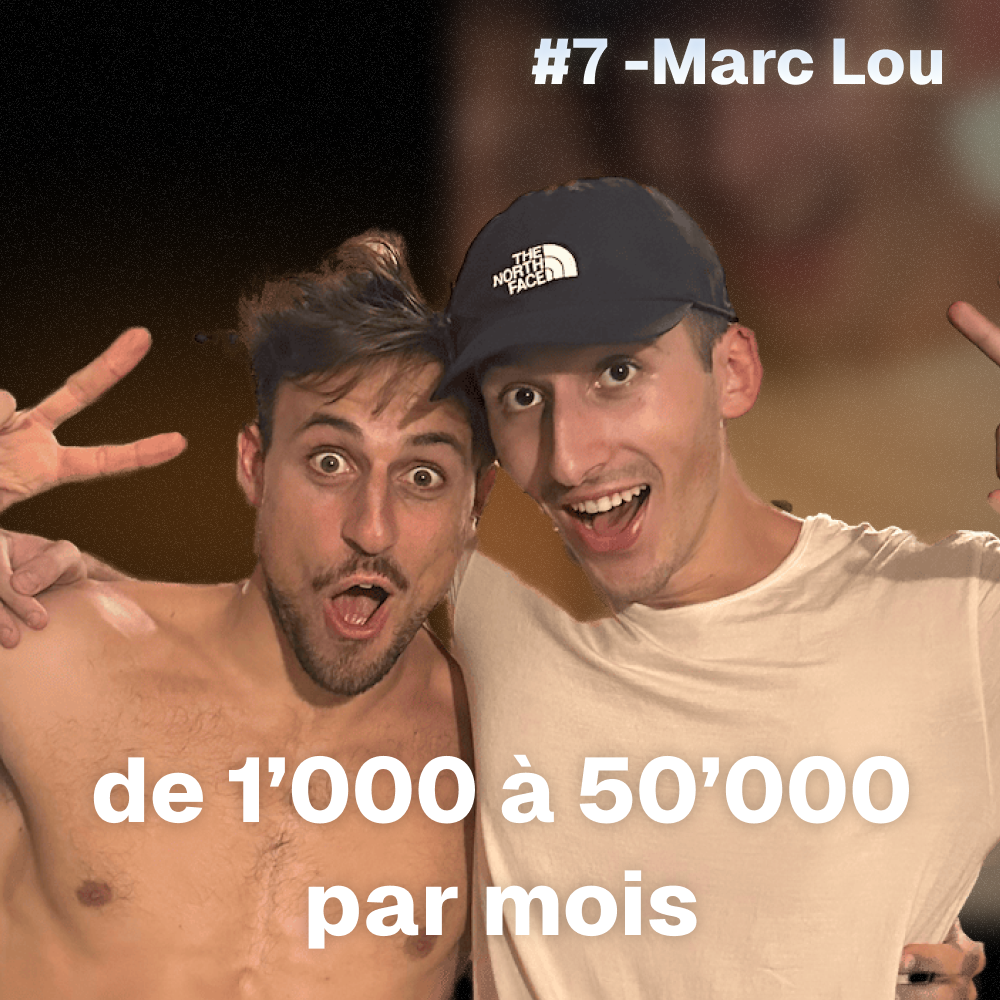 #7 -Marc Lou
THE
NORTH
FACE
de 1’000 à 50’000
par mois